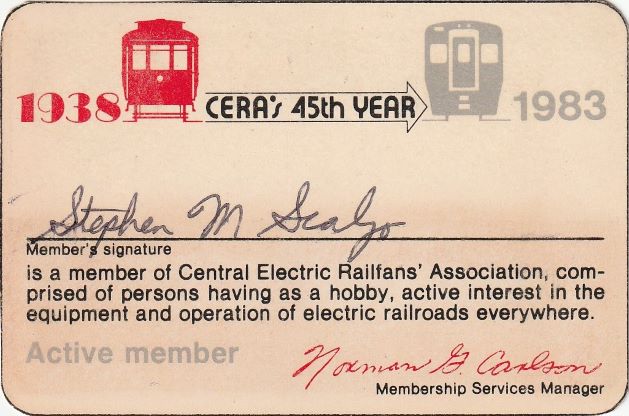 1938 CERA's 45th YEAR 1983
Stephen M Scalzo
Member's signature
is a member of Central Electric Railfans' Association, com-
prised of persons having as a hobby, active interest in the
equipment and operation of electric railroads everywhere.
Active member
Norman G. Carlson
Membership Services Manager